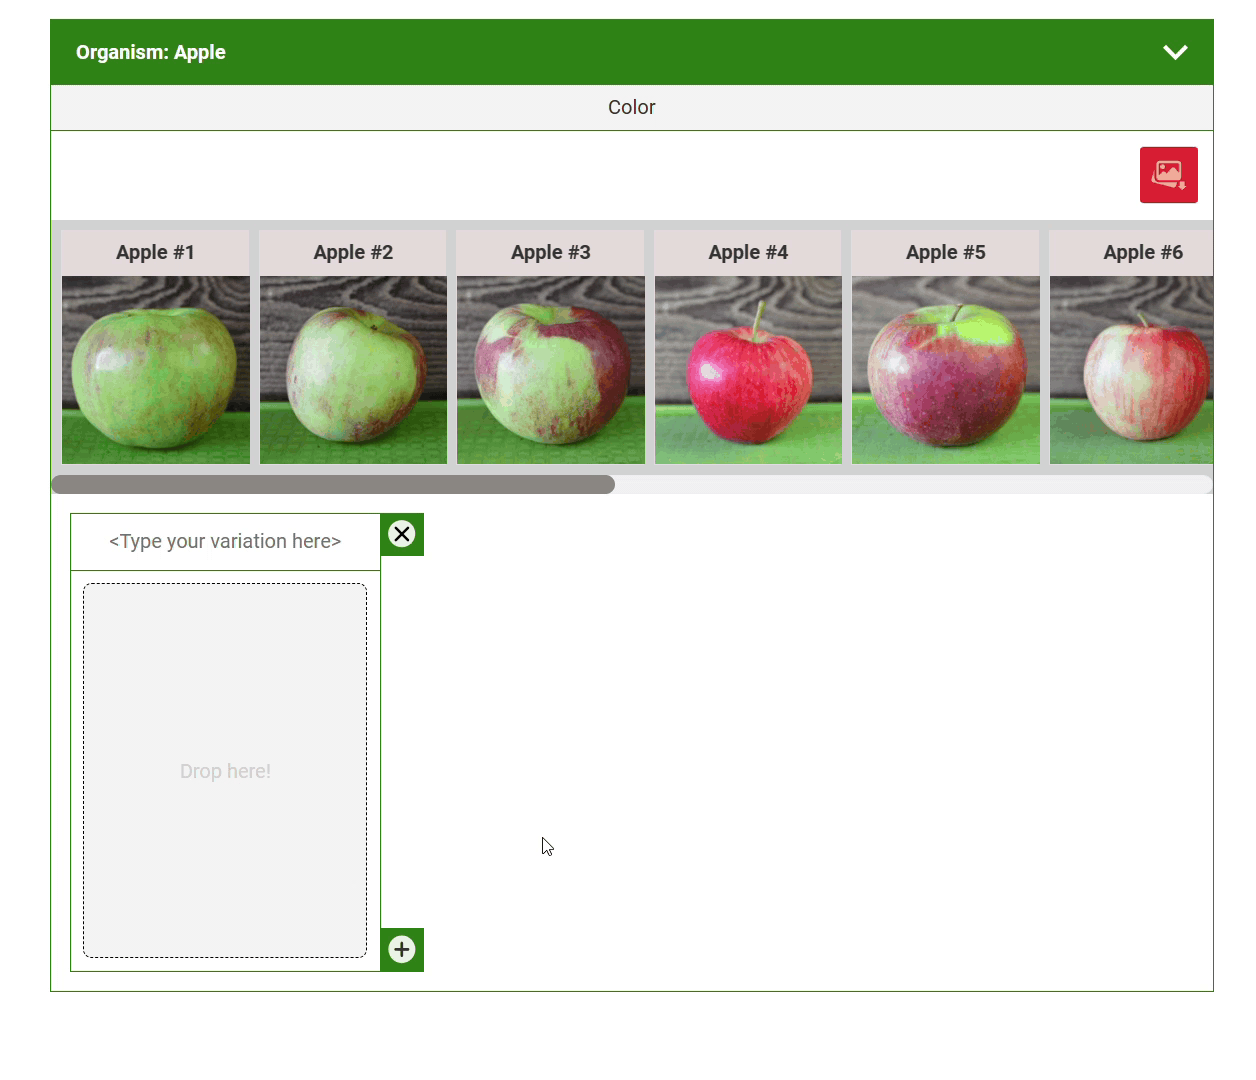 Organism: Apple
Color
Apple #1
Apple #2
Apple #3
Apple #4
Apple #5
Apple #6
<Type your variation here>
Drop here!